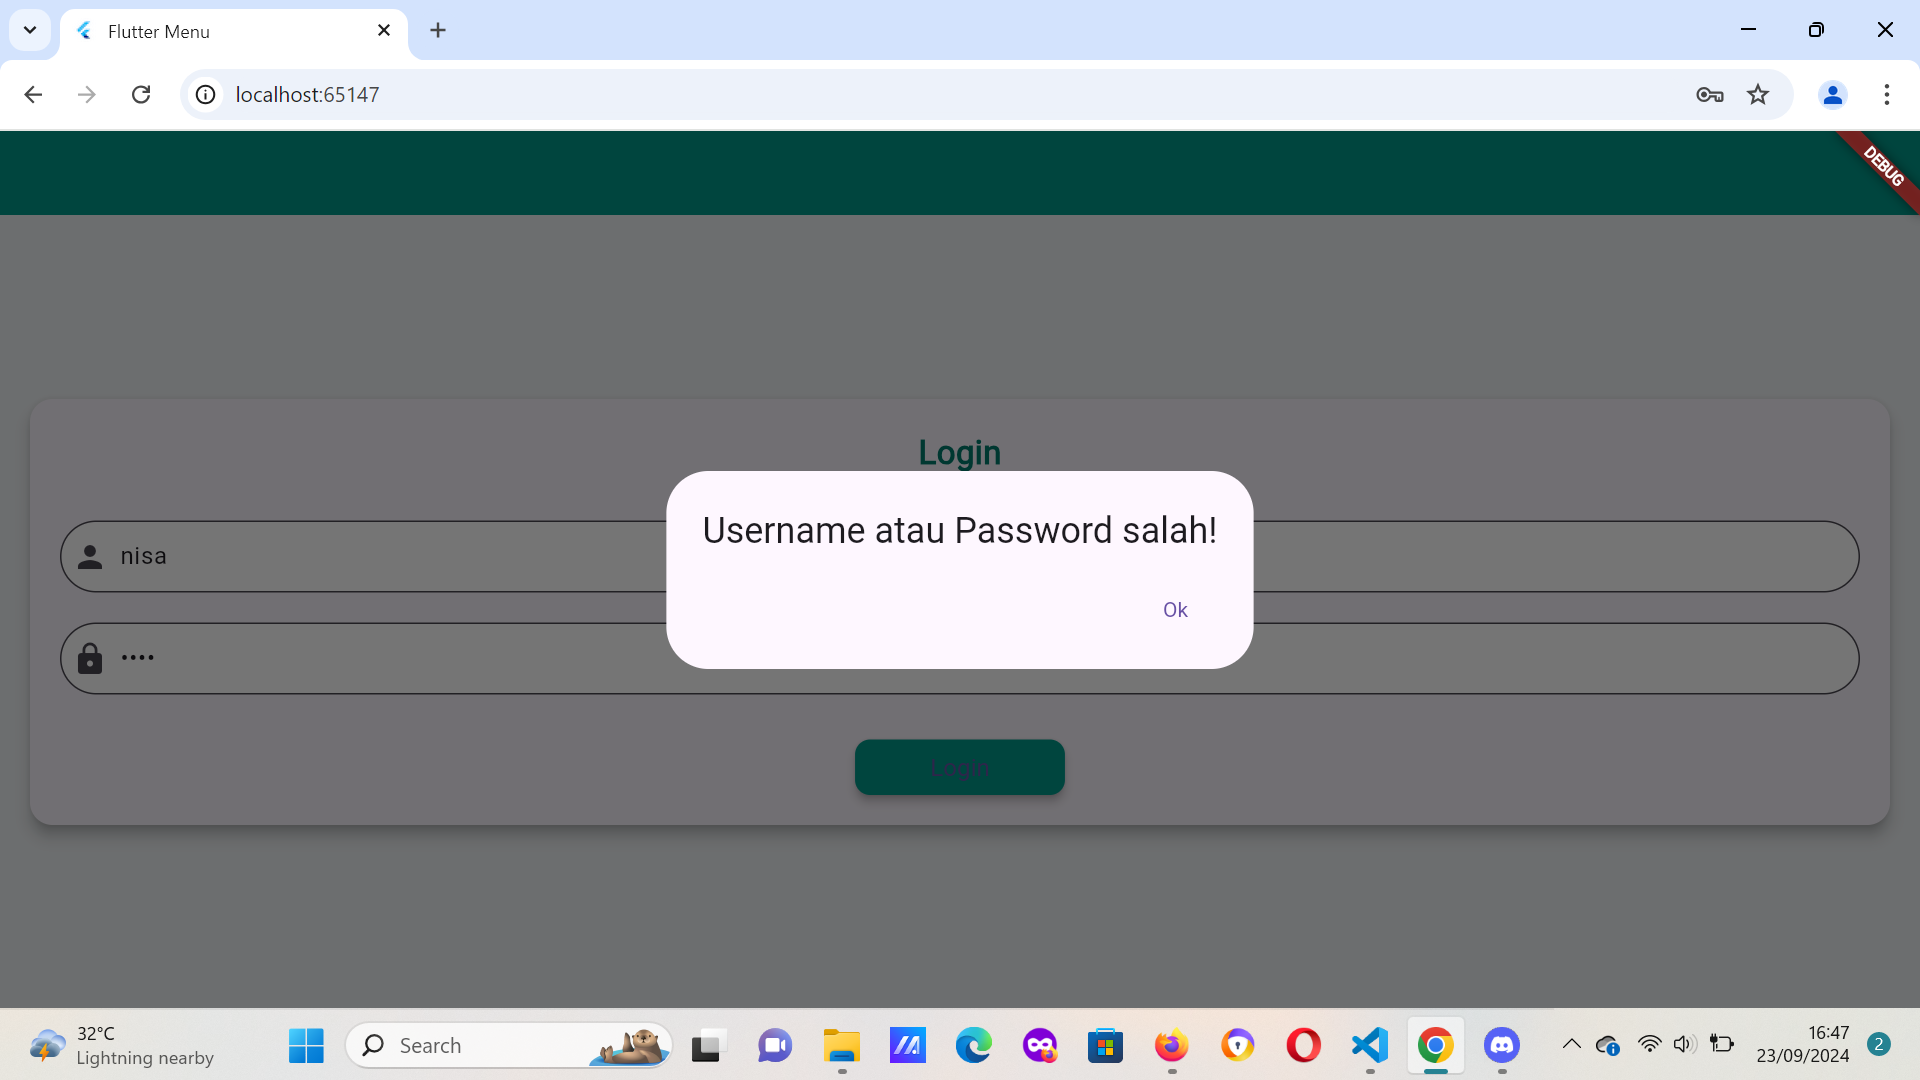 Flutter Menu
localhost:65147
DEBUG
Login
Username atau Password salah!
nisa
Ok
••••
Login
32°C
Lightning nearby
Search
16:47
23/09/2024
2